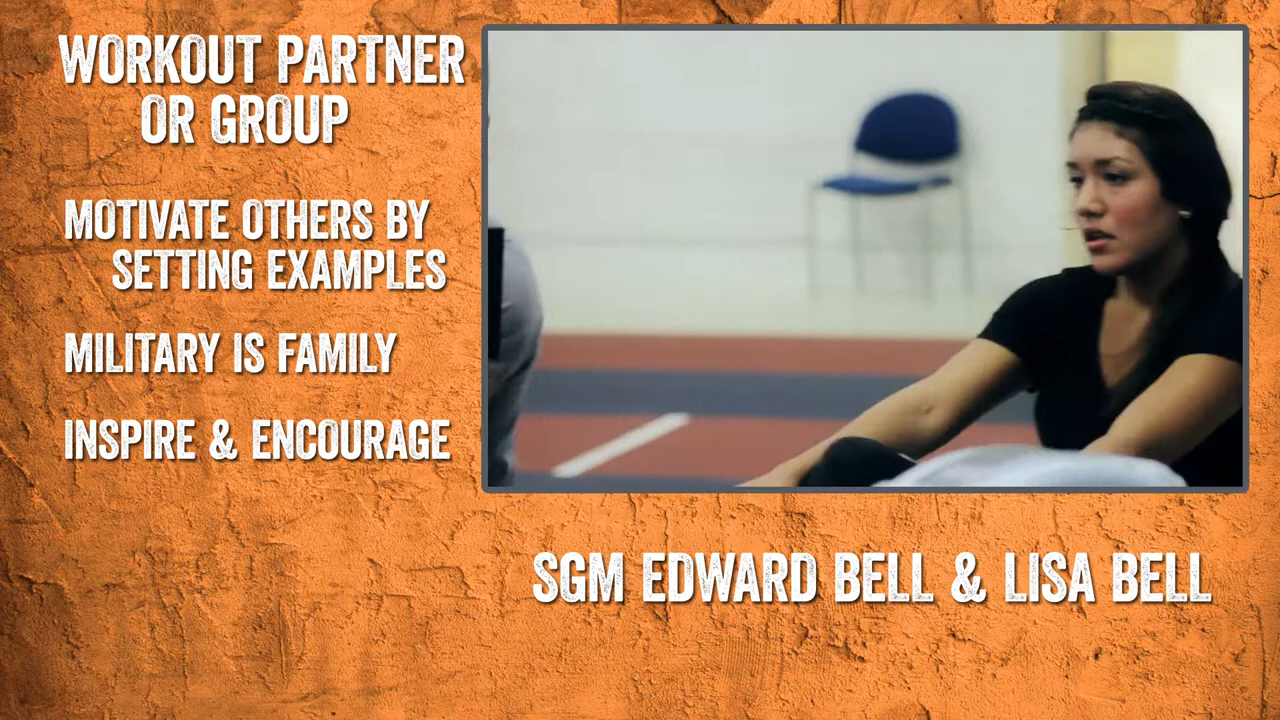 WORKOUT PARTNER
OR GROUP
MOTIVATE OTHERS BY
SETTING EXAMPLES
MILITARY IS FAMILY
INSPIRE & ENCOURAGE
SGM EDWARD BELL & LISA BELL